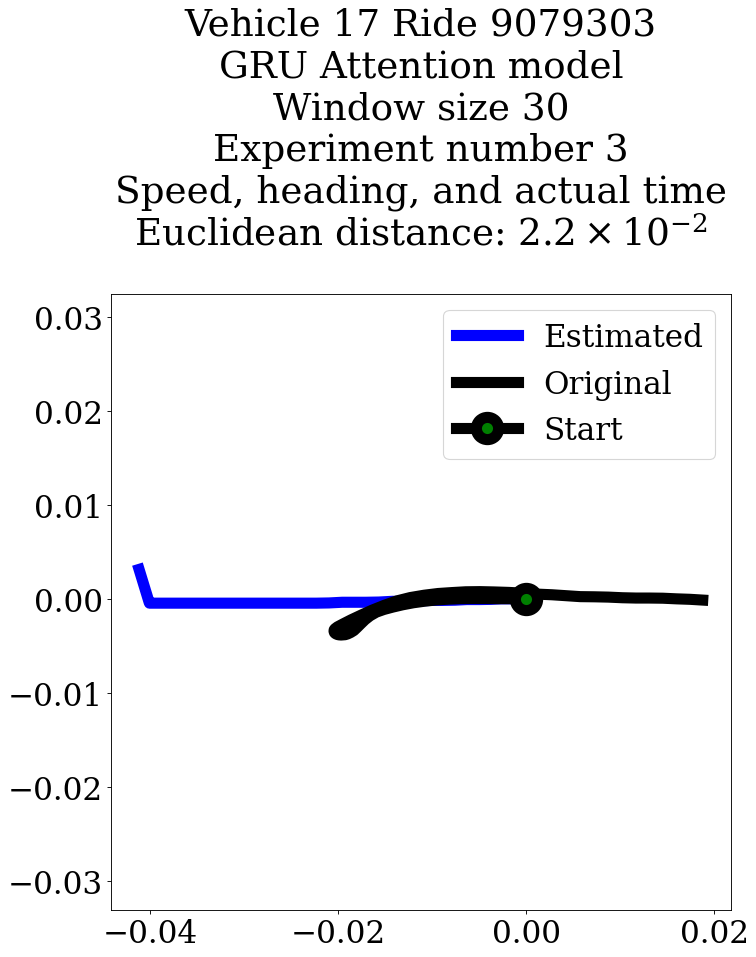 Vehicle 17 Ride 9079303
GRU Attention model
Window size 30
Experiment number 3
Speed, heading, and actual time
Euclidean distance: 2.2 × 10⁻²
Estimated
Original
Start
0.03
0.02
0.01
0.00
−0.01
−0.02
−0.03
−0.04 −0.02 0.00 0.02